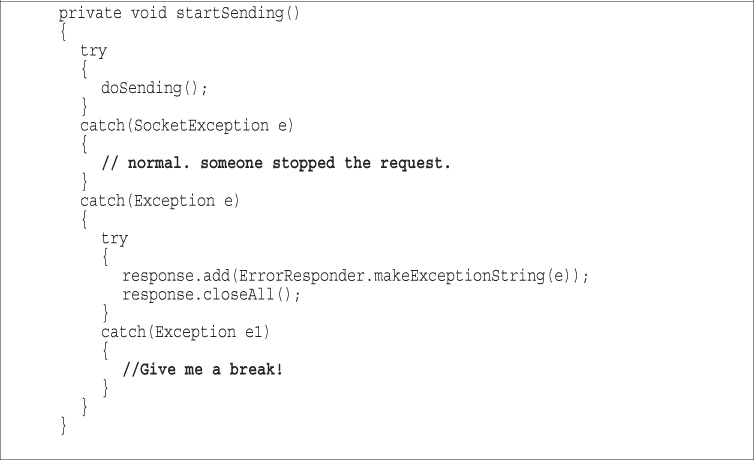 private void startSending()
{
  try
  {
    doSending();
  }
  catch(SocketException e)
  {
    // normal. someone stopped the request.
  }
  catch(Exception e)
  {
    try
    {
      response.add(ErrorResponder.makeExceptionString(e));
      response.closeAll();
    }
    catch(Exception e1)
    {
      //Give me a break!
    }
  }
}